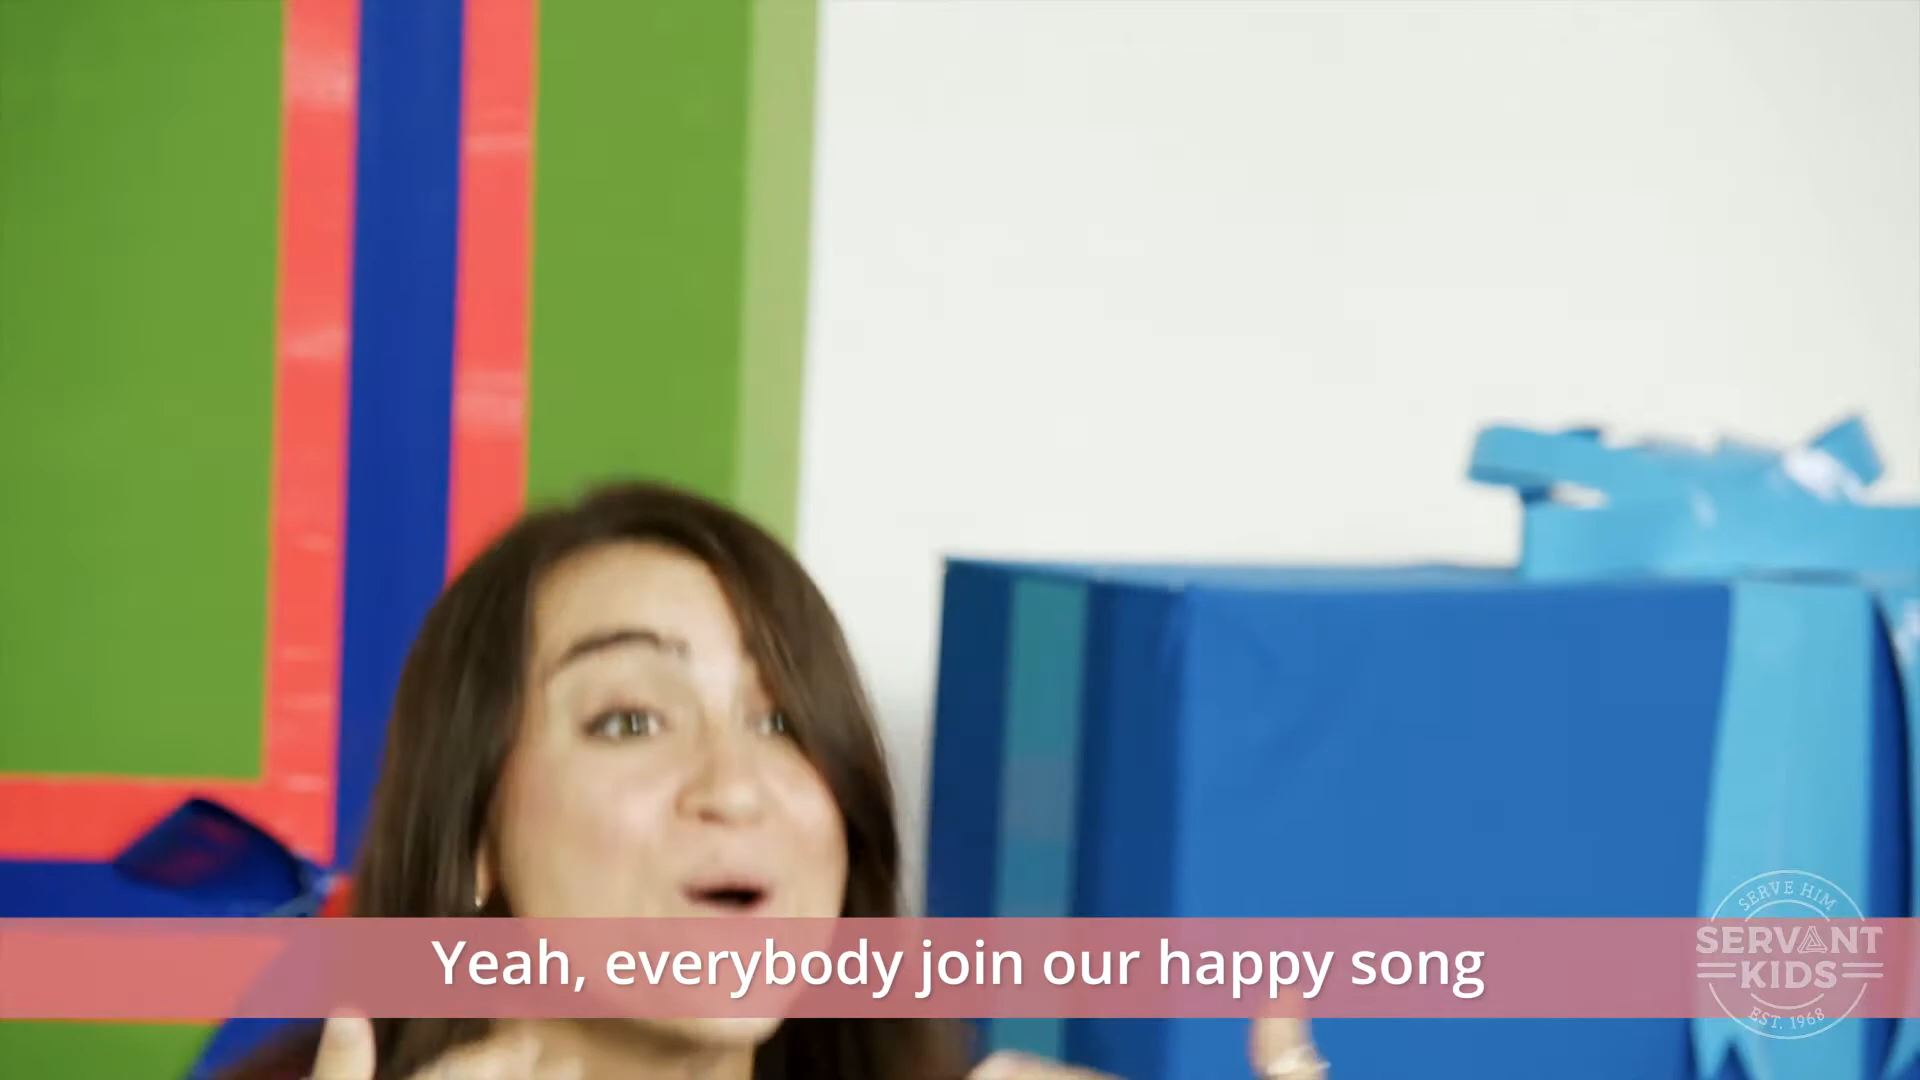 Yeah, everybody join our happy song
SERVE HIM
SERVANT
KIDS
EST. 1968